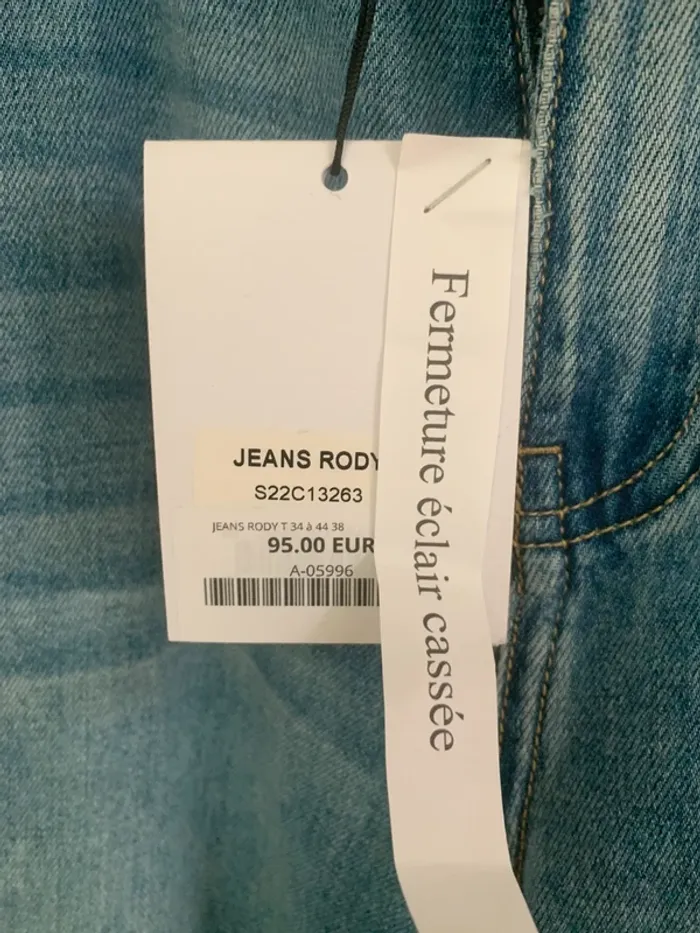 JEANS RODY
S22C13263
JEANS RODY T 34 à 44 38
95.00 EUR
A-05996
Fermeture éclair cassée